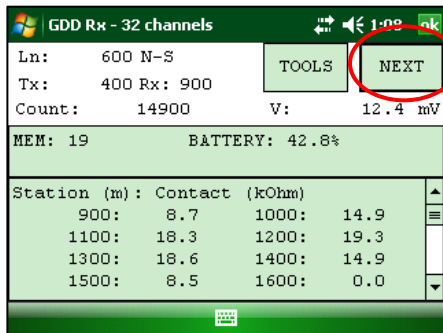 GDD Rx - 32 channels 1:08 ok
Ln: 600 N-S
TOOLS NEXT
Tx: 400 Rx: 900
Count: 14900 V: 12.4 mV
MEM: 19 BATTERY: 42.8%
Station (m): Contact (kOhm)
900: 8.7 1000: 14.9
1100: 18.3 1200: 19.3
1300: 18.6 1400: 14.9
1500: 8.5 1600: 0.0